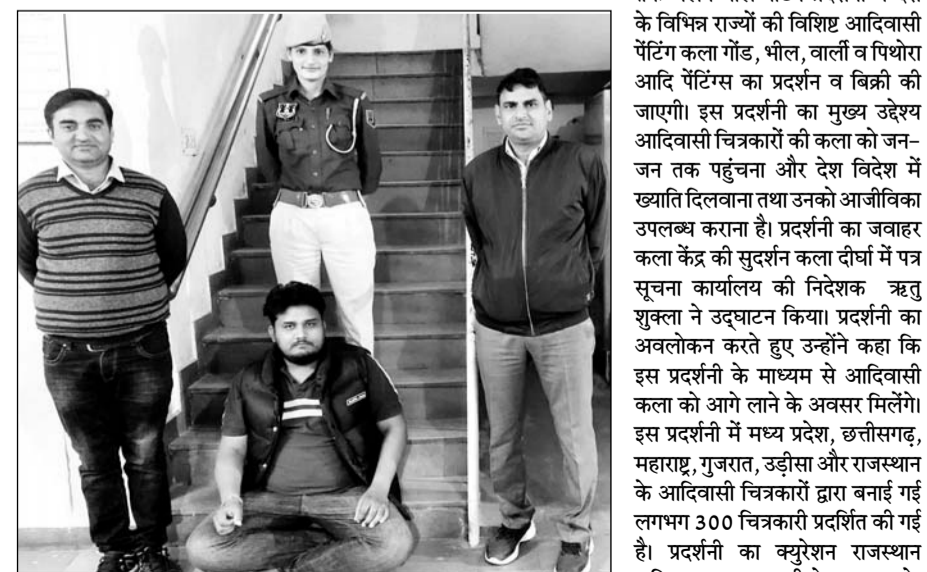 के विभिन्न राज्यों की विशिष्ट आदिवासी
पेंटिंग कला गोंड, भील, वार्ली व पिथोरा
आदि पेंटिंग्स का प्रदर्शन व बिक्री की
जाएगी। इस प्रदर्शनी का मुख्य उद्देश्य
आदिवासी चित्रकारों की कला को जन–
जन तक पहुंचना और देश विदेश में
ख्याति दिलवाना तथा उनको आजीविका
उपलब्ध कराना है। प्रदर्शनी का जवाहर
कला केंद्र की सुदर्शन कला दीर्घा में पत्र
सूचना कार्यालय की निदेशक ऋतु
शुक्ला ने उद्घाटन किया। प्रदर्शनी का
अवलोकन करते हुए उन्होंने कहा कि
इस प्रदर्शनी के माध्यम से आदिवासी
कला को आगे लाने के अवसर मिलेंगे।
इस प्रदर्शनी में मध्य प्रदेश, छत्तीसगढ़,
महाराष्ट्र, गुजरात, उड़ीसा और राजस्थान
के आदिवासी चित्रकारों द्वारा बनाई गई
लगभग 300 चित्रकारी प्रदर्शित की गई
है। प्रदर्शनी का क्युरेशन राजस्थान